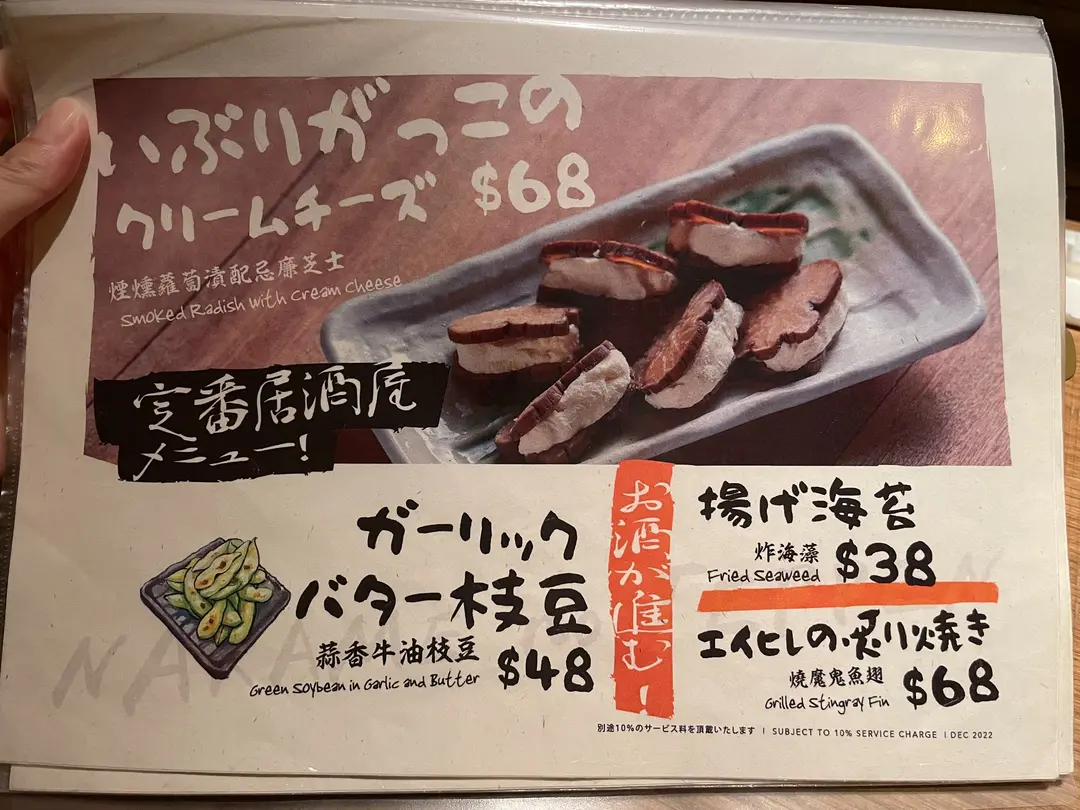 いぶりがっこの
クリームチーズ $68
煙燻蘿蔔漬配忌廉芝士
Smoked Radish with Cream Cheese
定番居酒屋
メニュー!
ガーリック
バター枝豆
蒜香牛油枝豆
Green Soybean in Garlic and Butter $48
お酒が進む!
揚げ海苔
炸海藻
Fried Seaweed $38
エイヒレの炙り焼き
燒魔鬼魚翅
Grilled Stingray Fin $68
別途10%のサービス料を頂戴いたします | SUBJECT TO 10% SERVICE CHARGE | DEC 2022